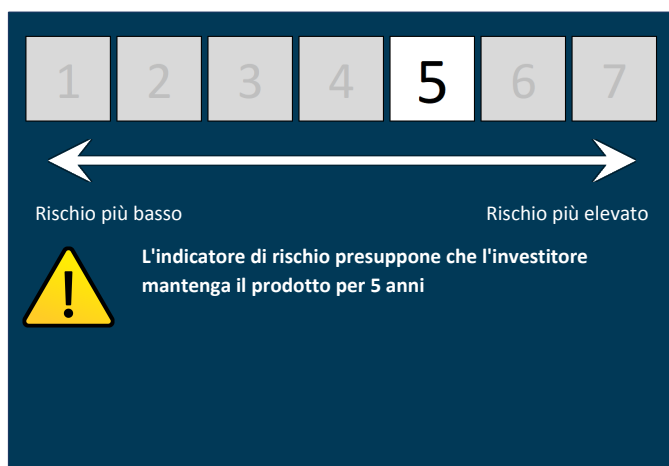 1 2 3 4 5 6 7
Rischio più basso Rischio più elevato
L'indicatore di rischio presuppone che l'investitore
mantenga il prodotto per 5 anni